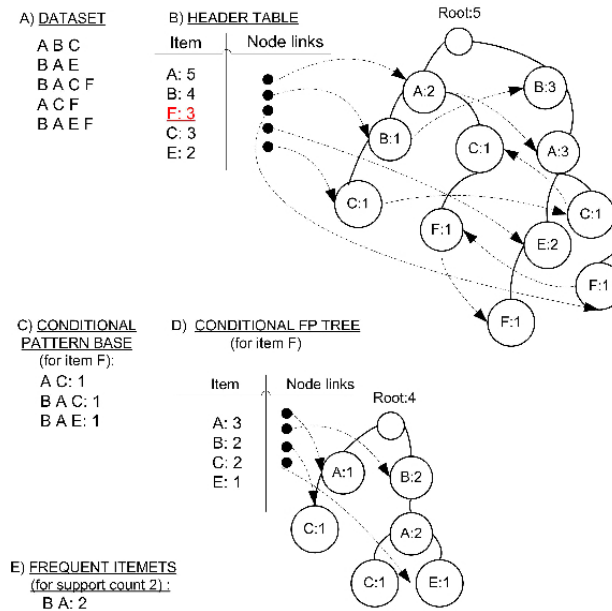 A) DATASET
A B C
B A E
B A C F
A C F
B A E F
B) HEADER TABLE
Item Node links
A: 5
B: 4
F: 3
C: 3
E: 2
Root:5
A:2
B:3
B:1
C:1
A:3
C:1
C:1
F:1
E:2
F:1
F:1
C) CONDITIONAL
PATTERN BASE
(for item F):
A C: 1
B A C: 1
B A E: 1
D) CONDITIONAL FP TREE
(for item F)
Item Node links
A: 3
B: 2
C: 2
E: 1
Root:4
A:1
B:2
C:1
A:2
C:1
E:1
E) FREQUENT ITEMETS
(for support count 2) :
B A: 2